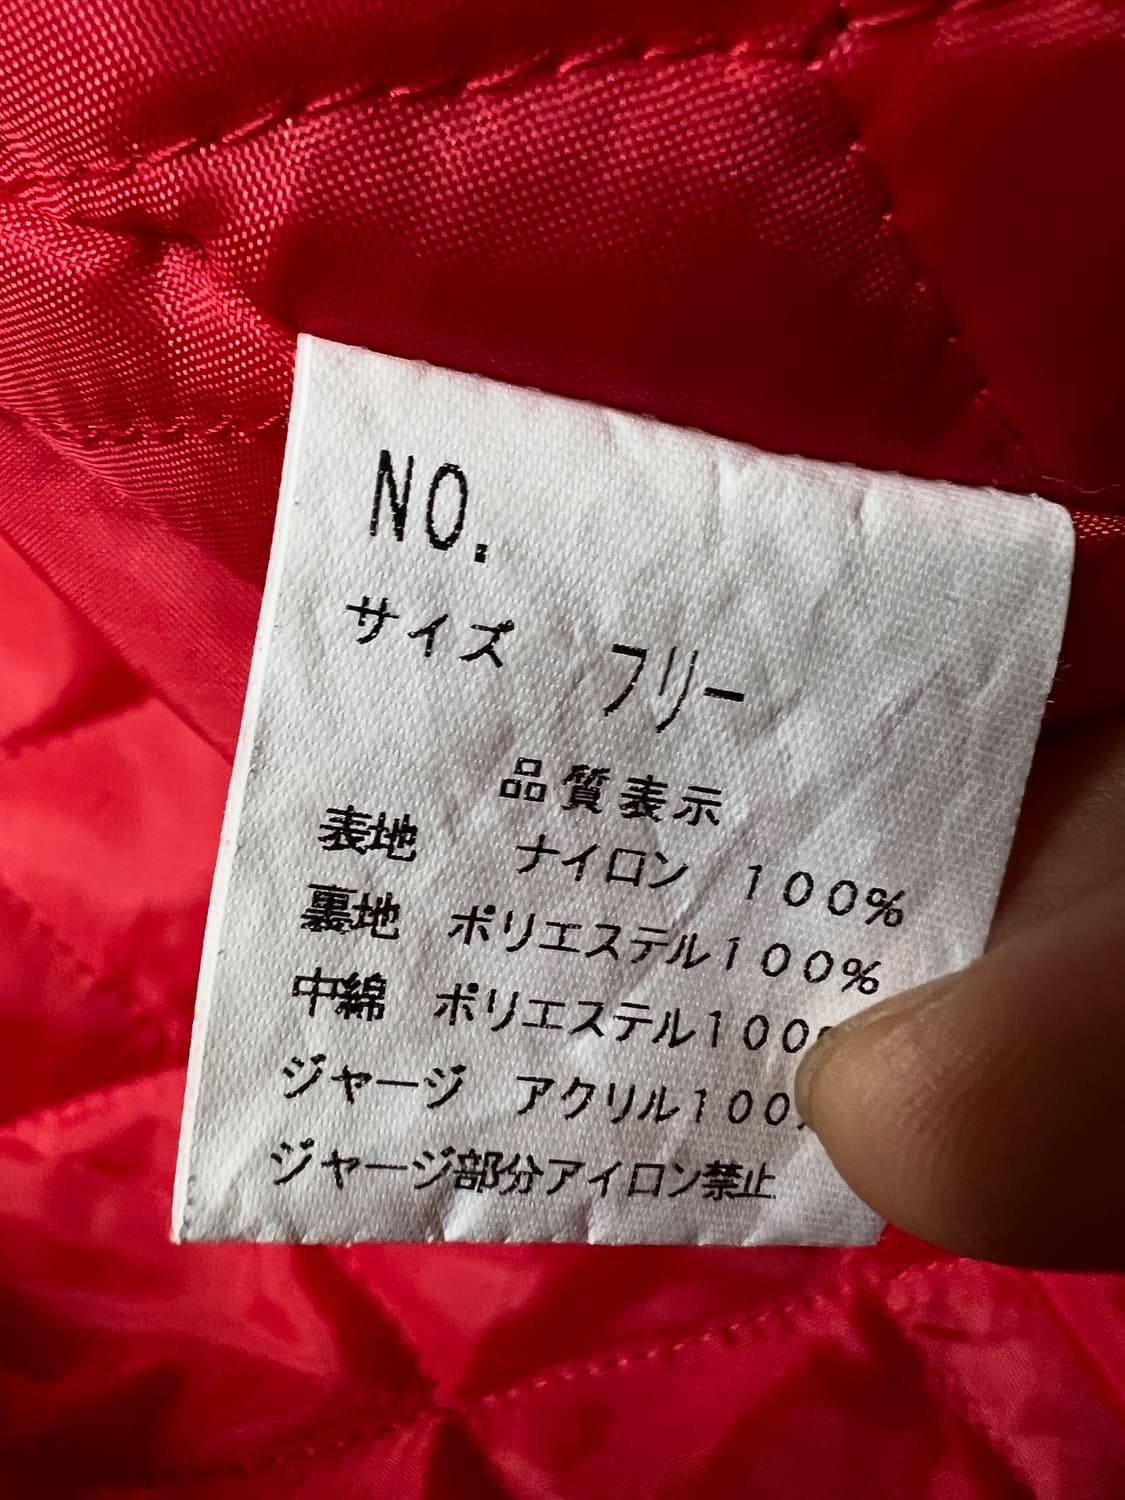 NO.
サイズ フリー
品質表示
表地 ナイロン 100%
裏地 ポリエステル100%
中綿 ポリエステル100%
ジャージ アクリル100%
ジャージ部分アイロン禁止